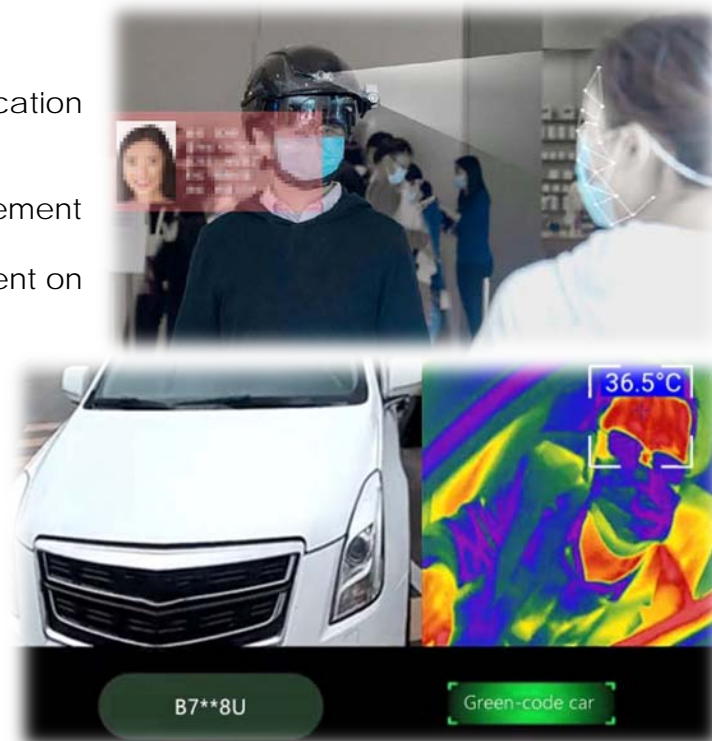 cation
ement
ent on
36.5°C
B7**8U
Green-code car